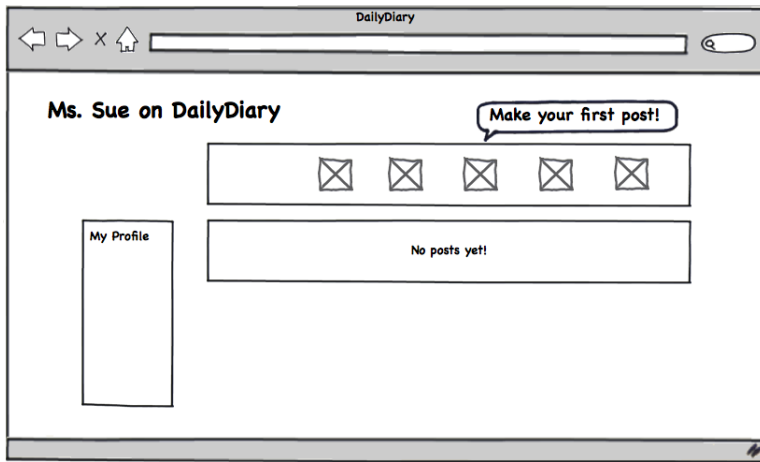 DailyDiary
Ms. Sue on DailyDiary
Make your first post!
My Profile
No posts yet!